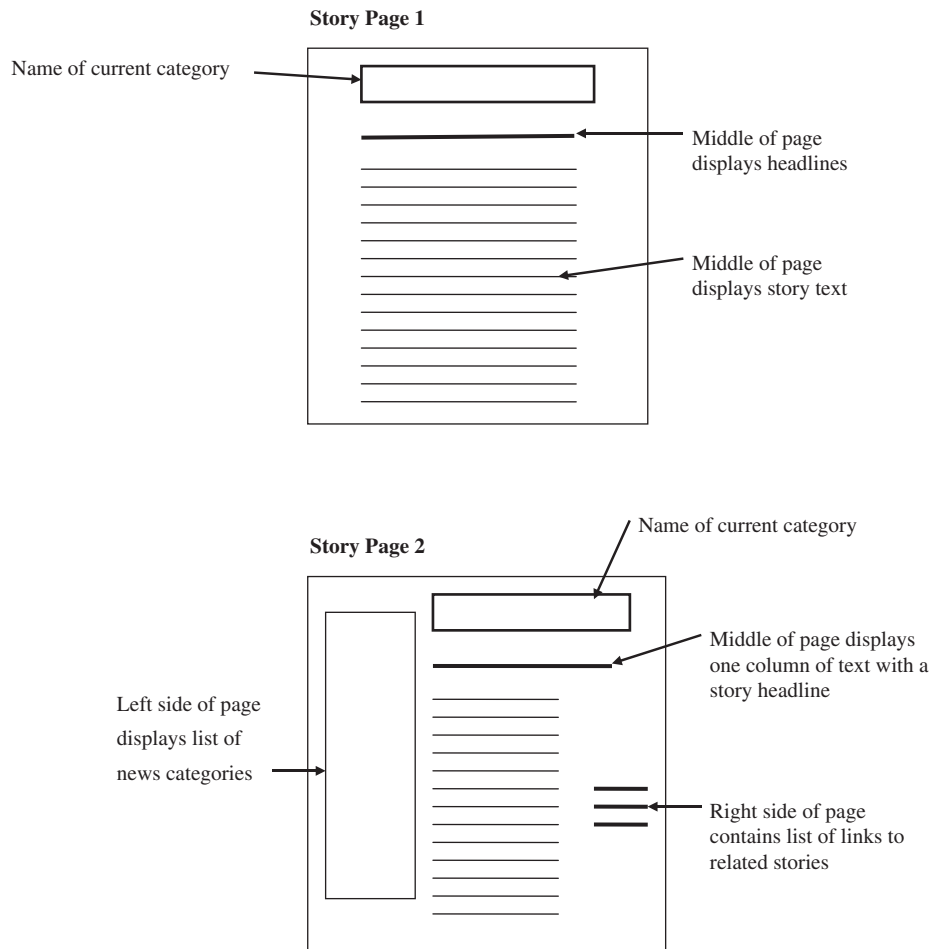 Story Page 1
Name of current category
Middle of page
displays headlines
Middle of page
displays story text
Name of current category
Story Page 2
Middle of page displays
one column of text with a
story headline
Left side of page
displays list of
news categories
Right side of page
contains list of links to
related stories